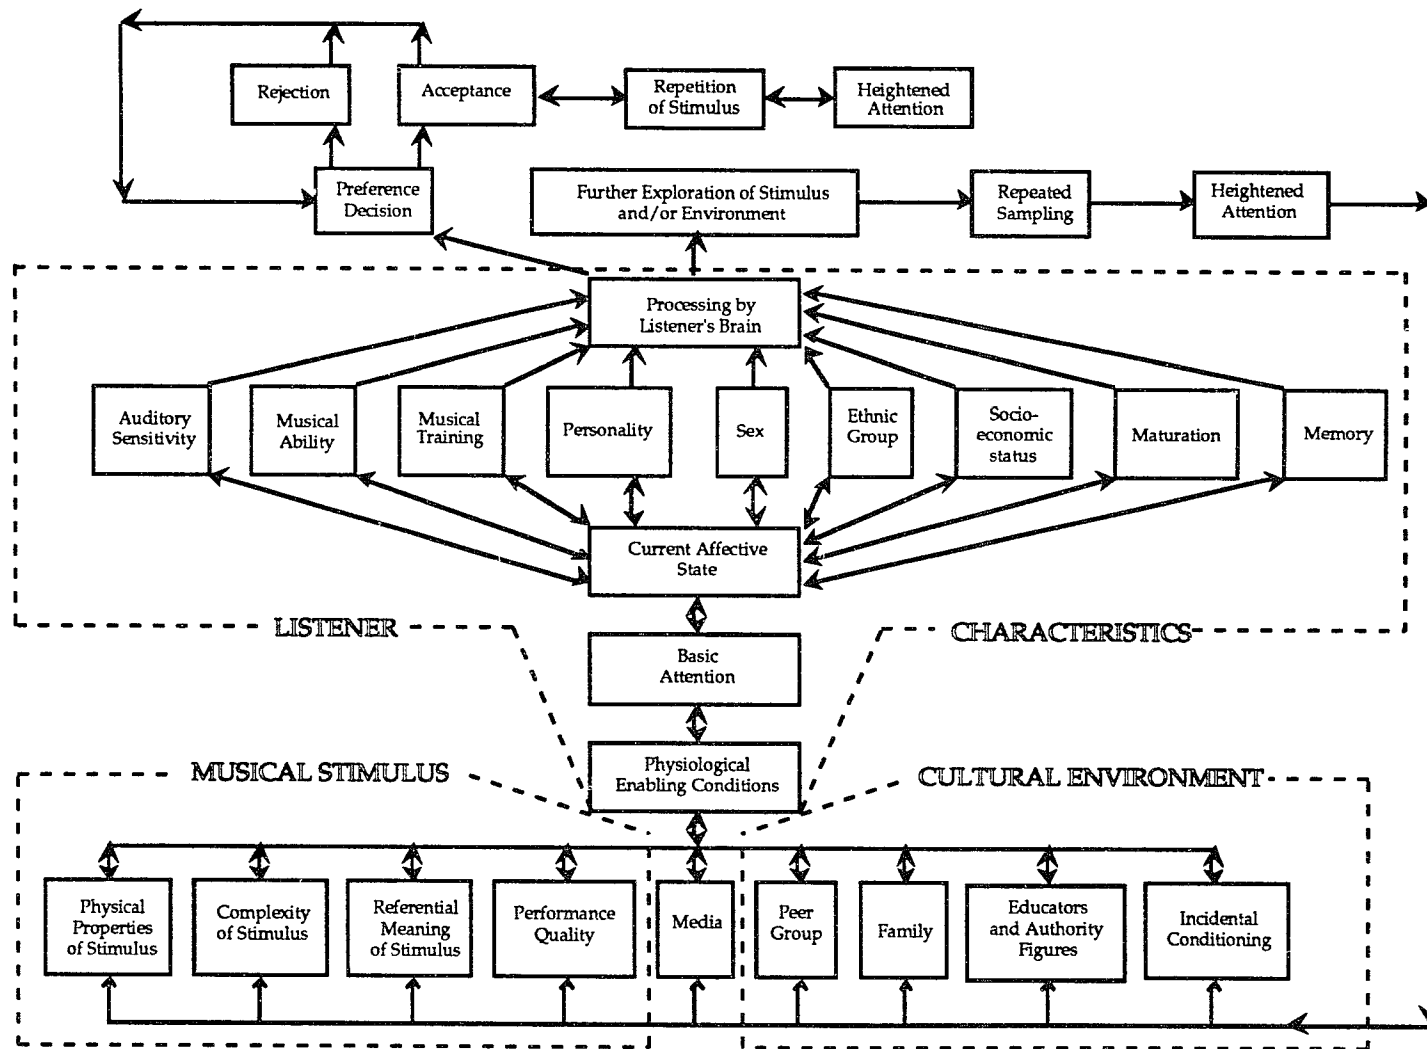 Rejection
Acceptance
Repetition
of Stimulus
Heightened
Attention
Preference
Decision
Further Exploration of Stimulus
and/or Environment
Repeated
Sampling
Heightened
Attention
Processing by
Listener's Brain
Auditory
Sensitivity
Musical
Ability
Musical
Training
Personality
Sex
Ethnic
Group
Socio-
economic
status
Maturation
Memory
Current Affective
State
LISTENER
CHARACTERISTICS
Basic
Attention
Physiological
Enabling Conditions
MUSICAL STIMULUS
CULTURAL ENVIRONMENT
Physical
Properties
of Stimulus
Complexity
of Stimulus
Referential
Meaning
of Stimulus
Performance
Quality
Media
Peer
Group
Family
Educators
and Authority
Figures
Incidental
Conditioning